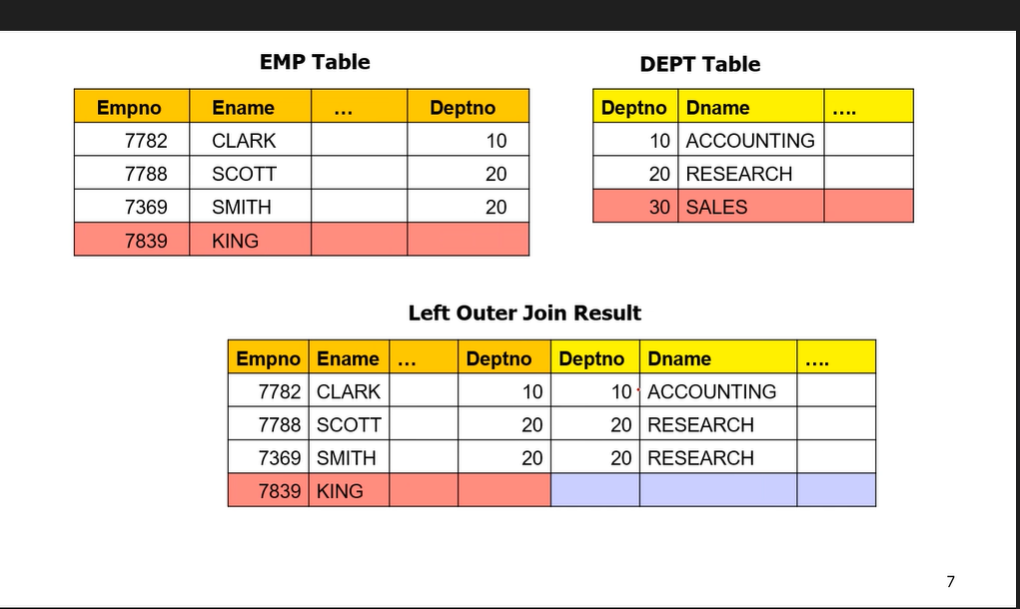 EMP Table
Empno Ename ... Deptno
7782 CLARK 10
7788 SCOTT 20
7369 SMITH 20
7839 KING
DEPT Table
Deptno Dname ....
10 ACCOUNTING
20 RESEARCH
30 SALES
Left Outer Join Result
Empno Ename ... Deptno Deptno Dname ....
7782 CLARK 10 10 ACCOUNTING
7788 SCOTT 20 20 RESEARCH
7369 SMITH 20 20 RESEARCH
7839 KING
7